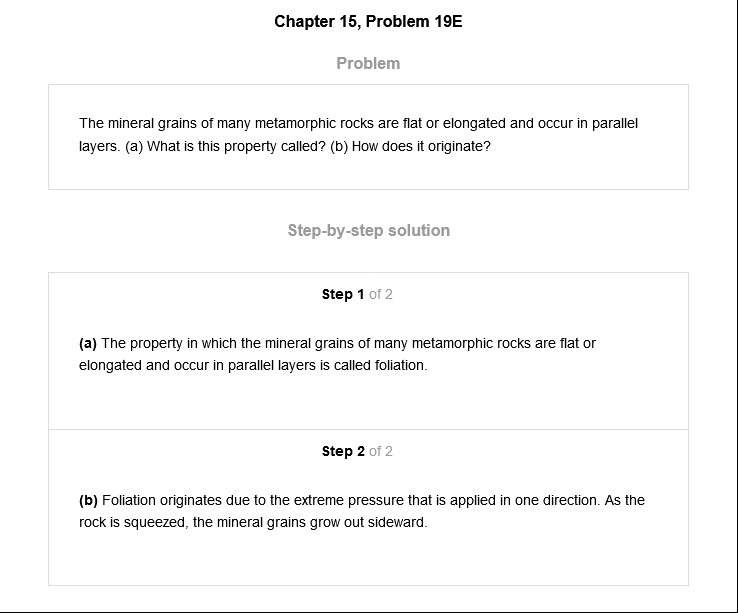 Chapter 15, Problem 19E
Problem
The mineral grains of many metamorphic rocks are flat or elongated and occur in parallel
layers. (a) What is this property called? (b) How does it originate?
Step-by-step solution
Step 1 of 2
(a) The property in which the mineral grains of many metamorphic rocks are flat or
elongated and occur in parallel layers is called foliation.
Step 2 of 2
(b) Foliation originates due to the extreme pressure that is applied in one direction. As the
rock is squeezed, the mineral grains grow out sideward.